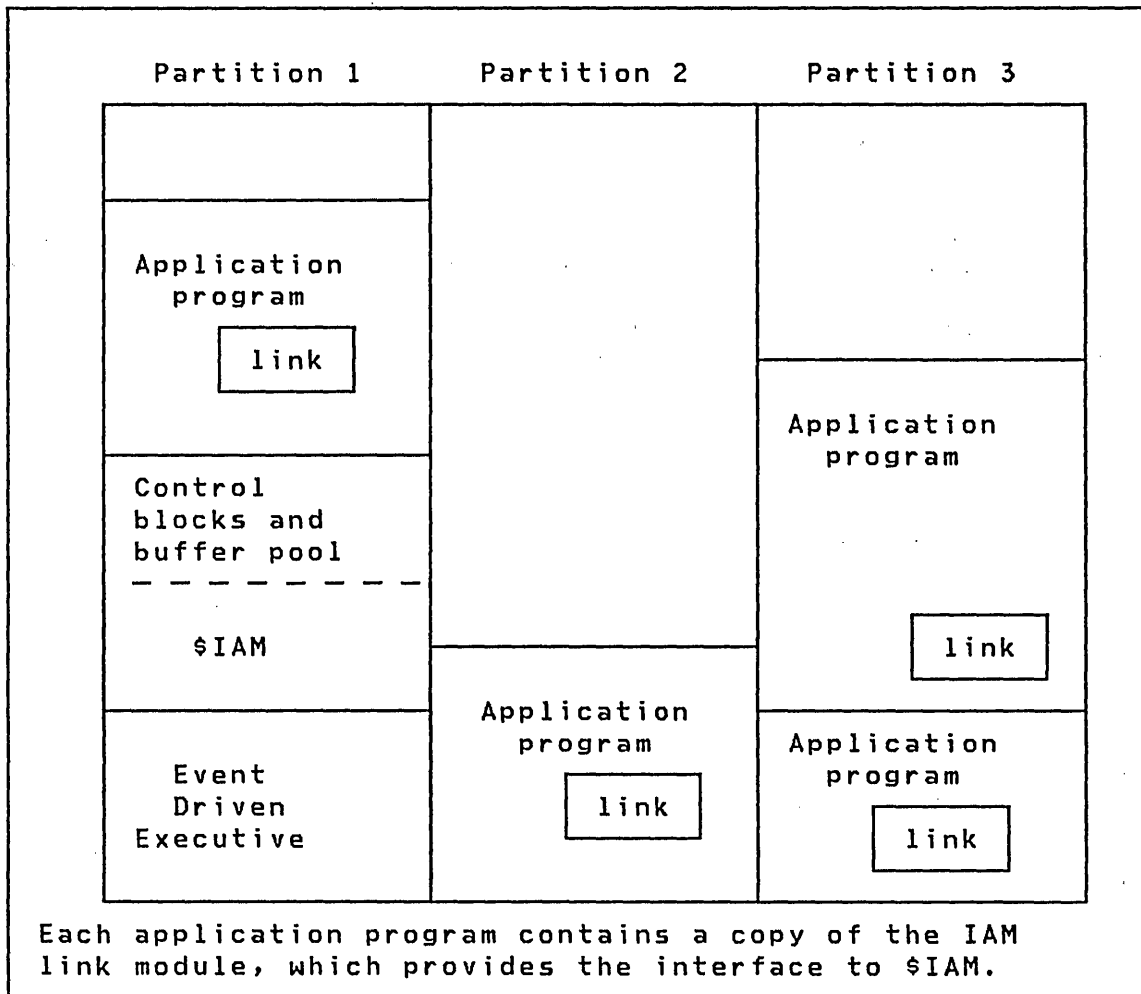 Partition 1
Partition 2
Partition 3
Application
program
link
Control
blocks and
buffer pool
$IAM
Event
Driven
Executive
Application
program
link
Application
program
link
Application
program
link
Each application program contains a copy of the IAM
link module, which provides the interface to $IAM.